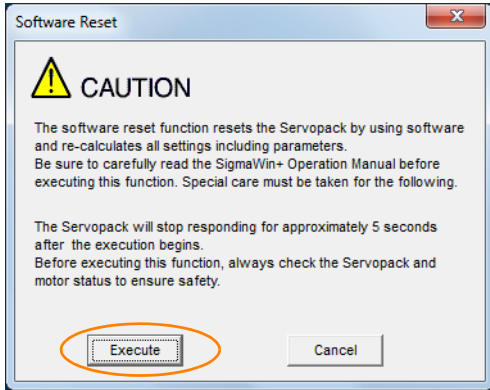 Software Reset
CAUTION
The software reset function resets the Servopack by using software
and re-calculates all settings including parameters.
Be sure to carefully read the SigmaWin+ Operation Manual before
executing this function. Special care must be taken for the following.
The Servopack will stop responding for approximately 5 seconds
after  the execution begins.
Before executing this function, always check the Servopack and
motor status to ensure safety.
Execute
Cancel